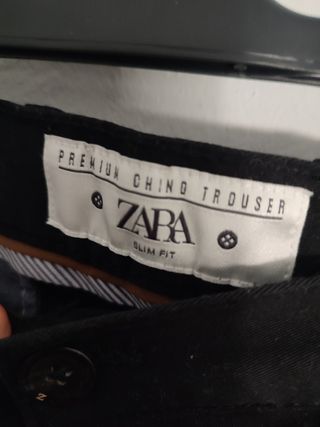 PREMIUM CHINO TROUSER
ZARA
SLIM FIT